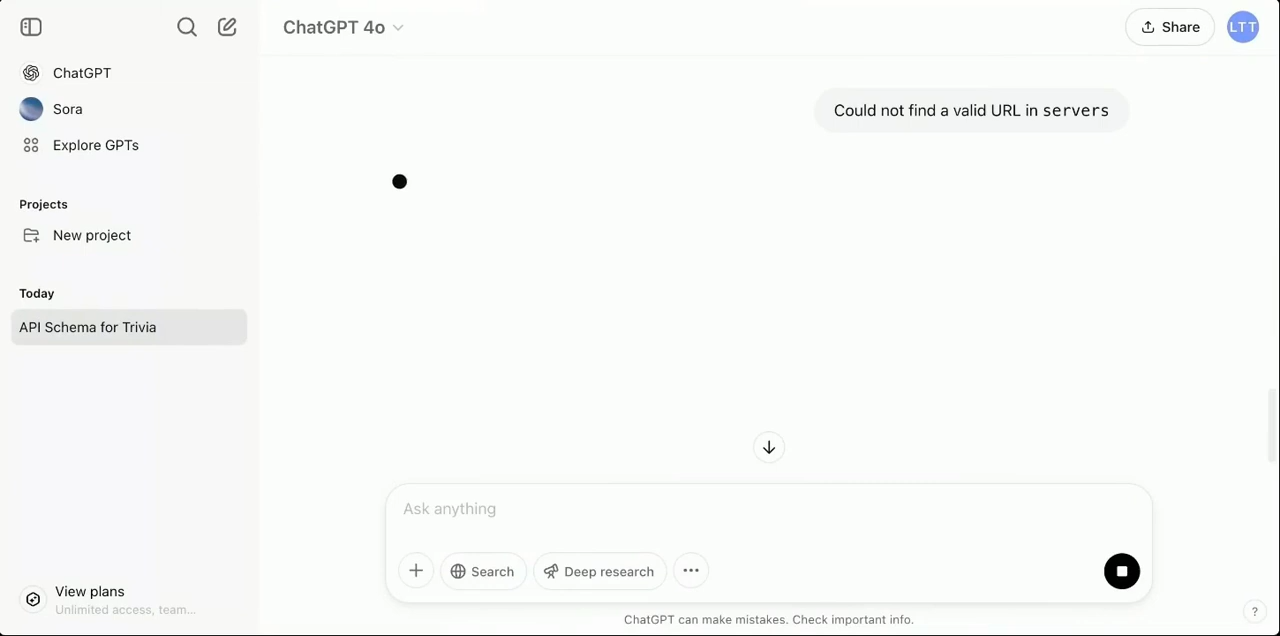 ChatGPT 4o
Share
LTT
ChatGPT
Sora
Explore GPTs
Projects
New project
Today
API Schema for Trivia
View plans
Unlimited access, team...
Could not find a valid URL in servers
Ask anything
Search
Deep research
ChatGPT can make mistakes. Check important info.
?